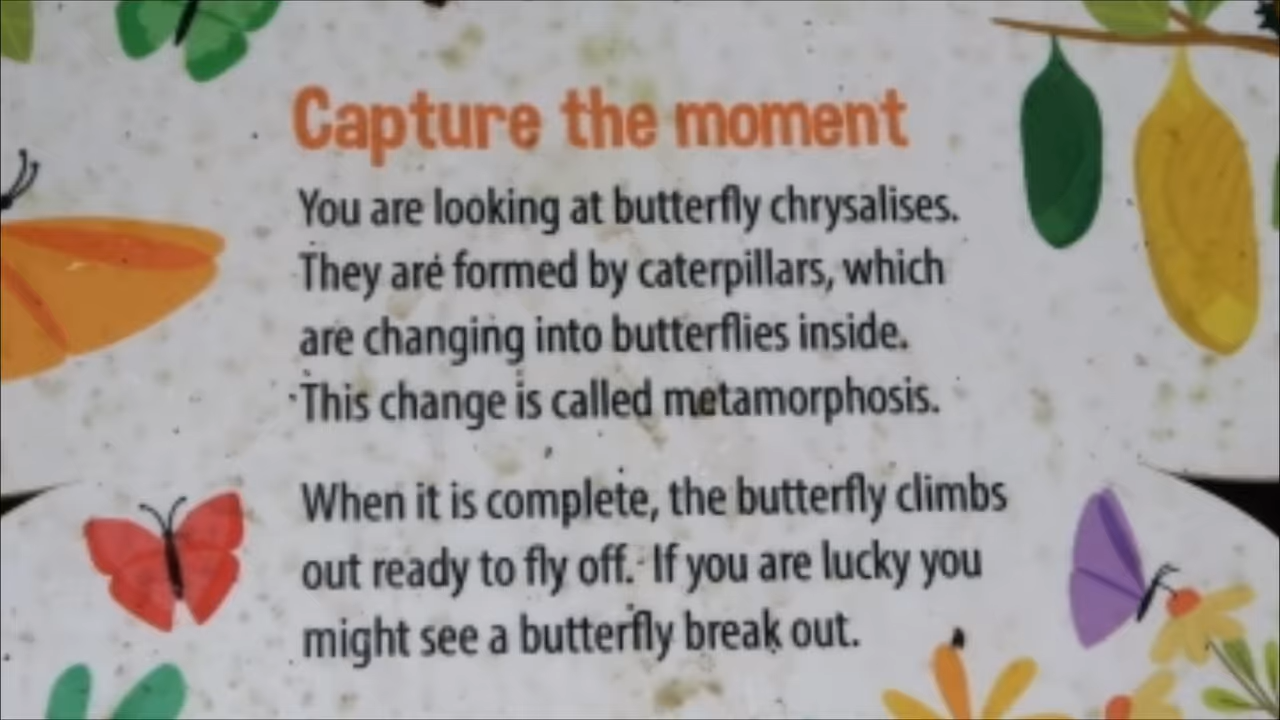 Capture the moment
You are looking at butterfly chrysalises.
They are formed by caterpillars, which
are changing into butterflies inside.
This change is called metamorphosis.
When it is complete, the butterfly climbs
out ready to fly off. If you are lucky you
might see a butterfly break out.